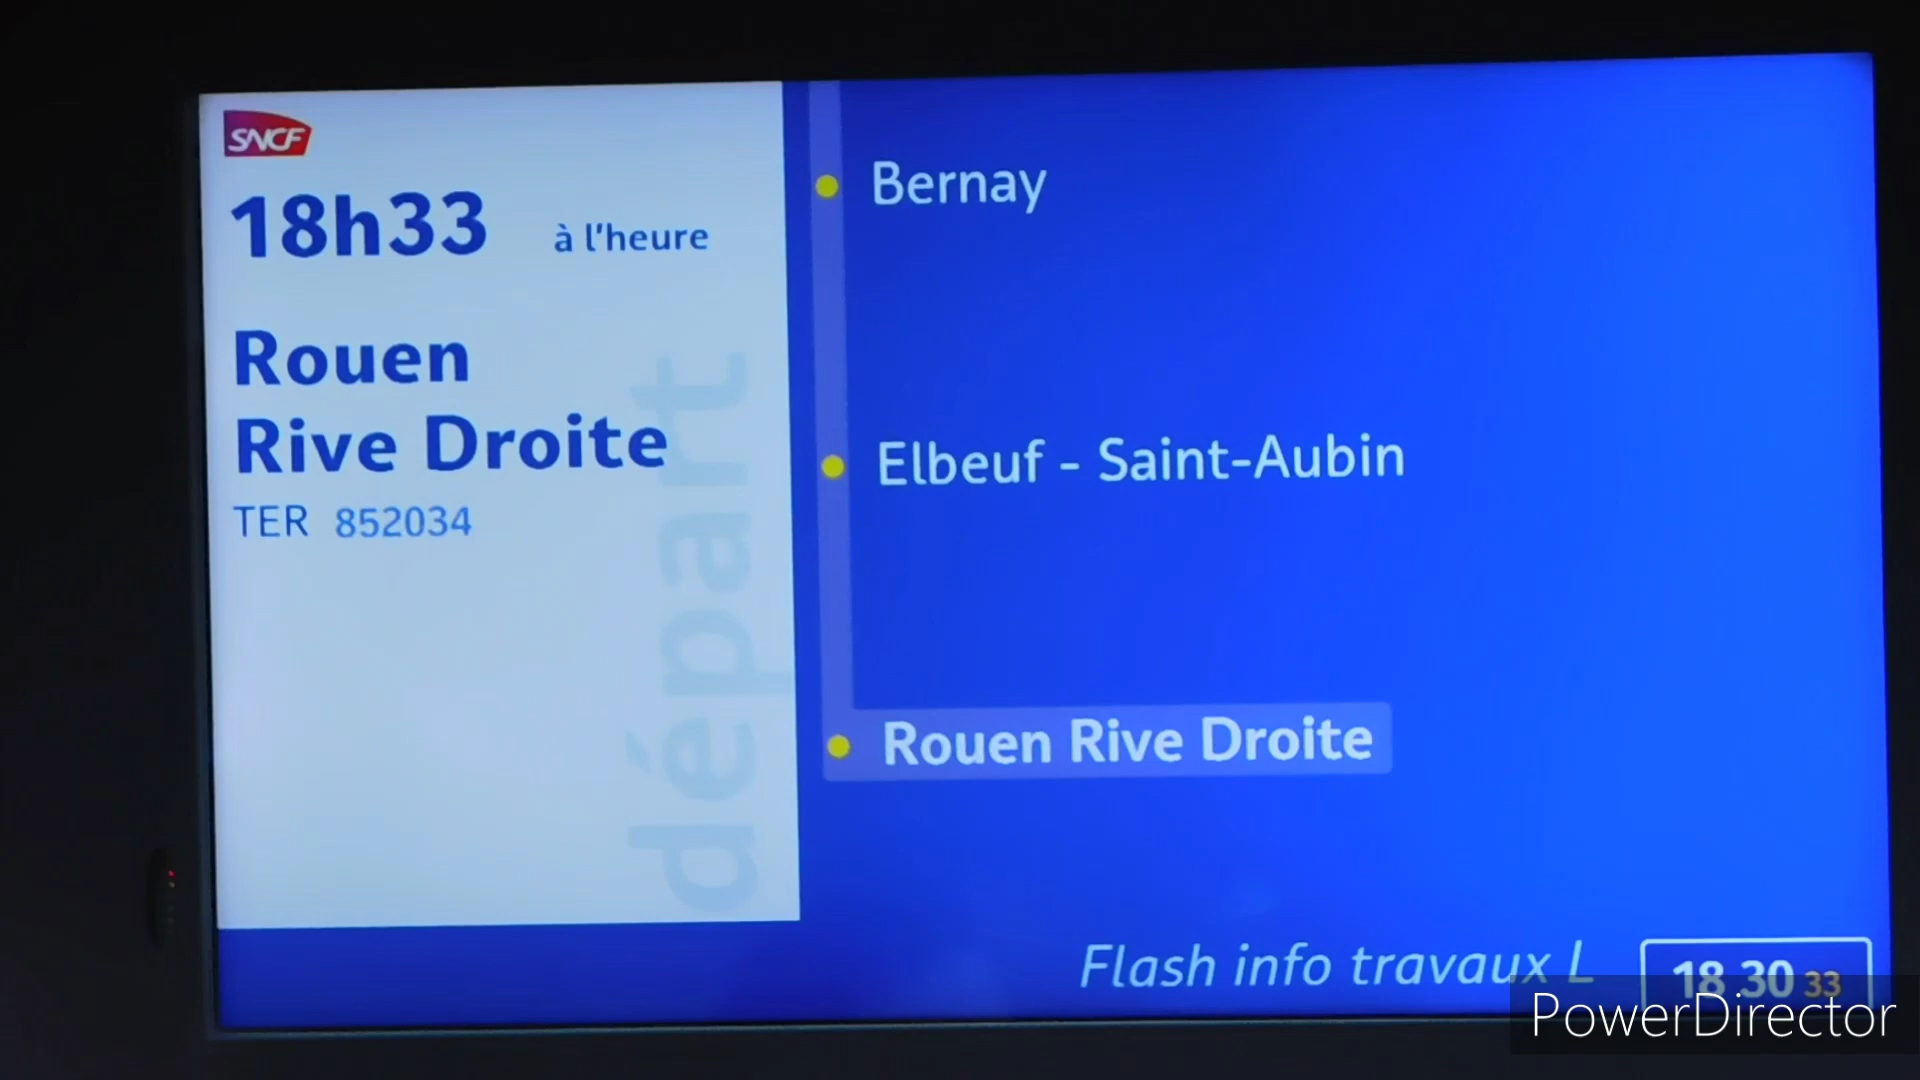 SNCF
18h33 à l'heure
Rouen
Rive Droite
TER 852034
départ
Bernay
Elbeuf - Saint-Aubin
Rouen Rive Droite
Flash info travaux L
18 30 33
PowerDirector